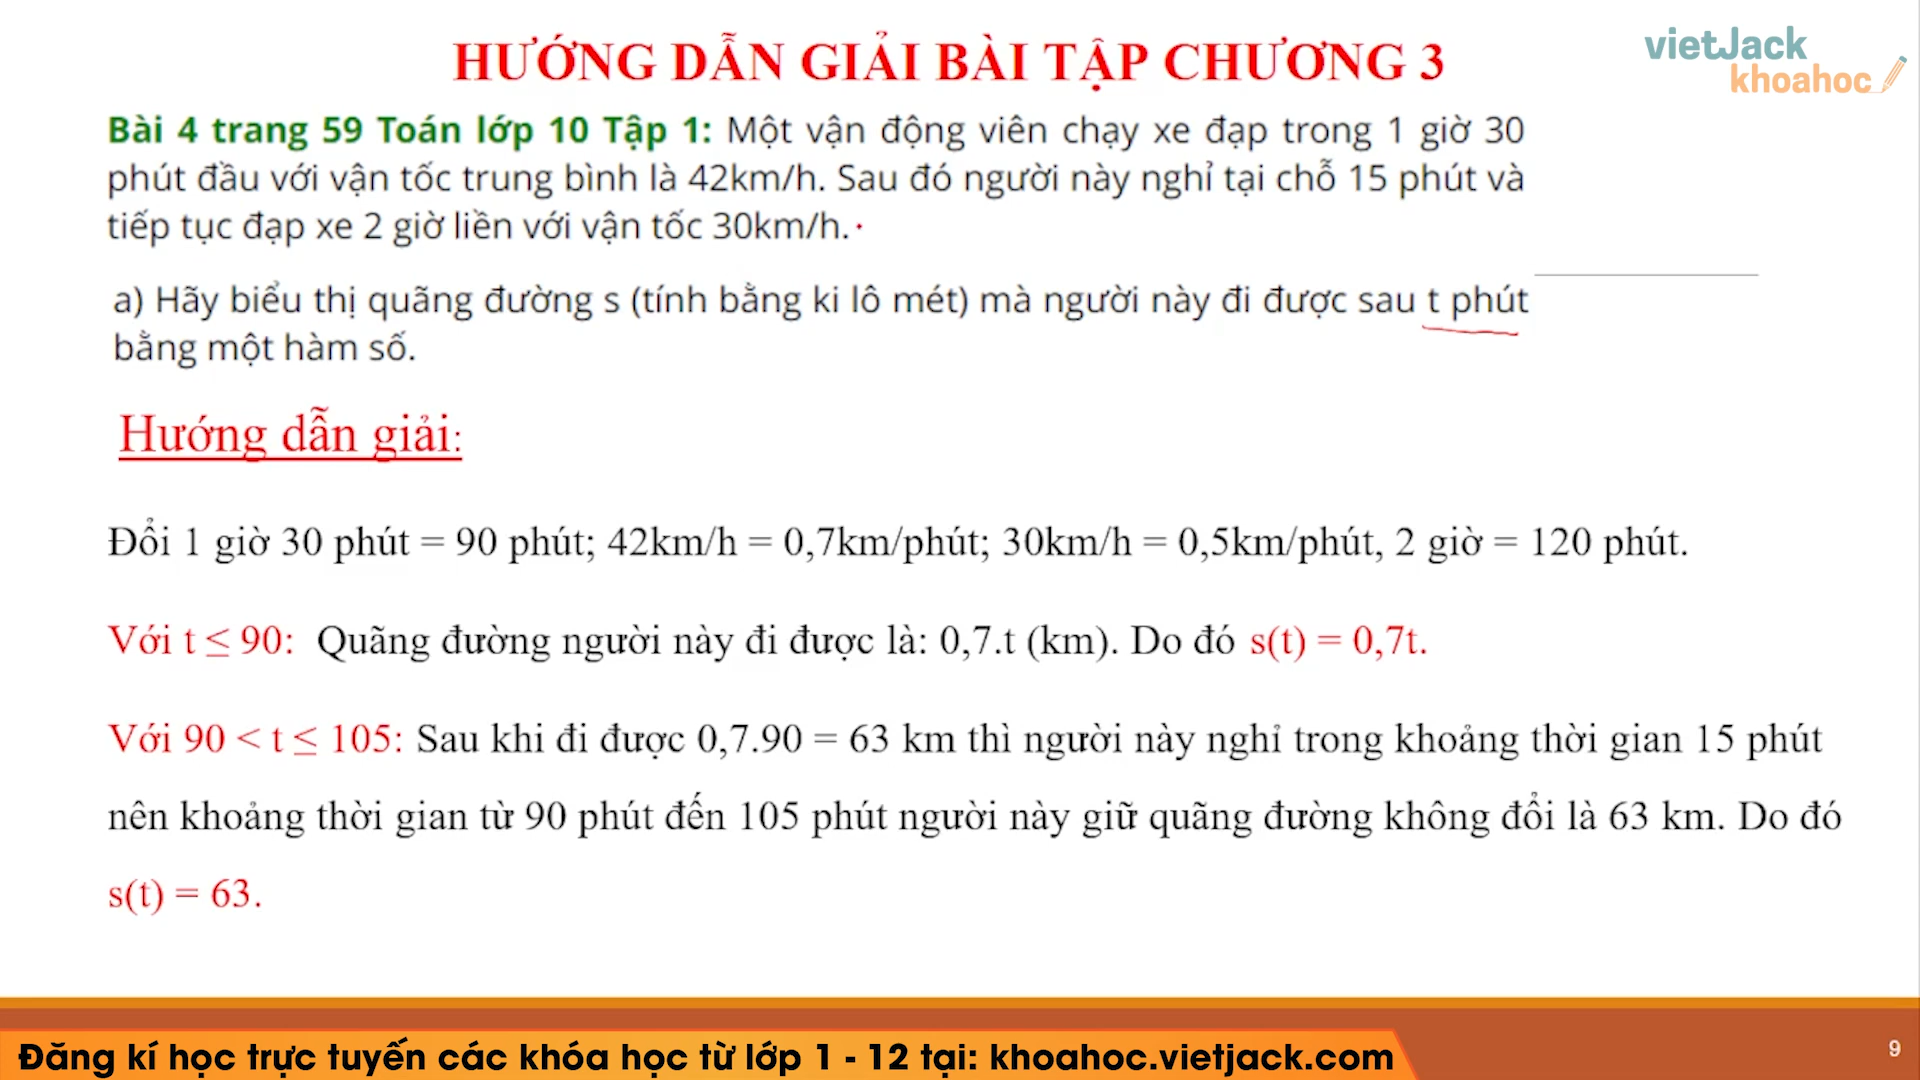 vietJack
khoahoc
HƯỚNG DẪN GIẢI BÀI TẬP CHƯƠNG 3
Bài 4 trang 59 Toán lớp 10 Tập 1: Một vận động viên chạy xe đạp trong 1 giờ 30
phút đầu với vận tốc trung bình là 42km/h. Sau đó người này nghỉ tại chỗ 15 phút và
tiếp tục đạp xe 2 giờ liền với vận tốc 30km/h.
a) Hãy biểu thị quãng đường s (tính bằng ki lô mét) mà người này đi được sau t phút
bằng một hàm số.
Hướng dẫn giải:
Đổi 1 giờ 30 phút = 90 phút; 42km/h = 0,7km/phút; 30km/h = 0,5km/phút, 2 giờ = 120 phút.
Với t ≤ 90: Quãng đường người này đi được là: 0,7.t (km). Do đó s(t) = 0,7t.
Với 90 < t ≤ 105: Sau khi đi được 0,7.90 = 63 km thì người này nghỉ trong khoảng thời gian 15 phút
nên khoảng thời gian từ 90 phút đến 105 phút người này giữ quãng đường không đổi là 63 km. Do đó
s(t) = 63.
Đăng kí học trực tuyến các khóa học từ lớp 1 - 12 tại: khoahoc.vietjack.com
9